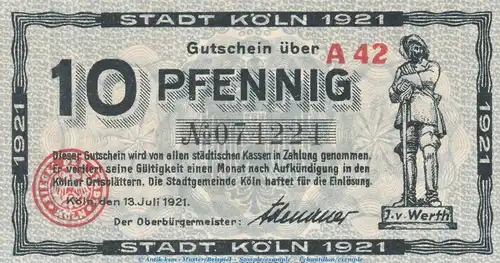 STADT KÖLN 1921
Gutschein über A 42
10 PFENNIG
1921
1921
No 074224
Dieser Gutschein wird von allen städtischen Kassen in Zahlung genommen.
Er verliert seine Gültigkeit einen Monat nach Aufkündigung in den
Kölner Ortsblättern. Die Stadtgemeinde Köln haftet für die Einlösung.
Köln, den 13. Juli 1921.
Der Oberbürgermeister:
J.v. Werth
STADT KÖLN 1921